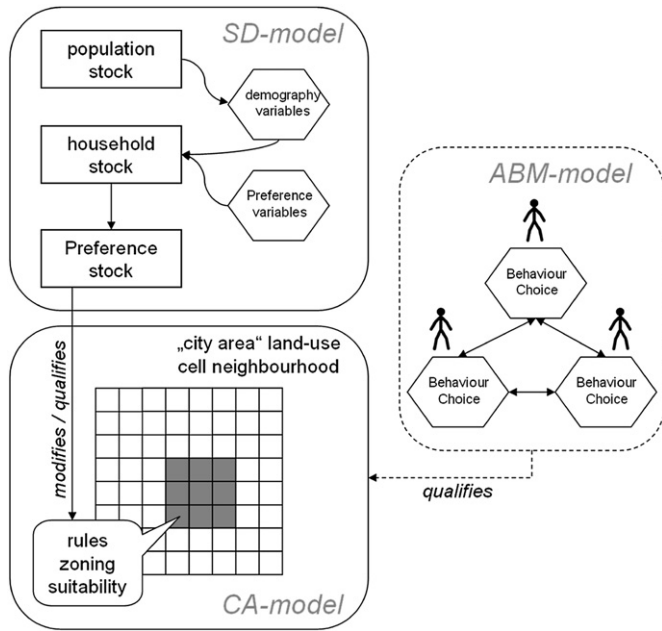 SD-model
population
stock
demography
variables
household
stock
Preference
variables
Preference
stock
ABM-model
Behaviour
Choice
Behaviour
Choice
Behaviour
Choice
modifies / qualifies
„city area“ land-use
cell neighbourhood
qualifies
rules
zoning
suitability
CA-model